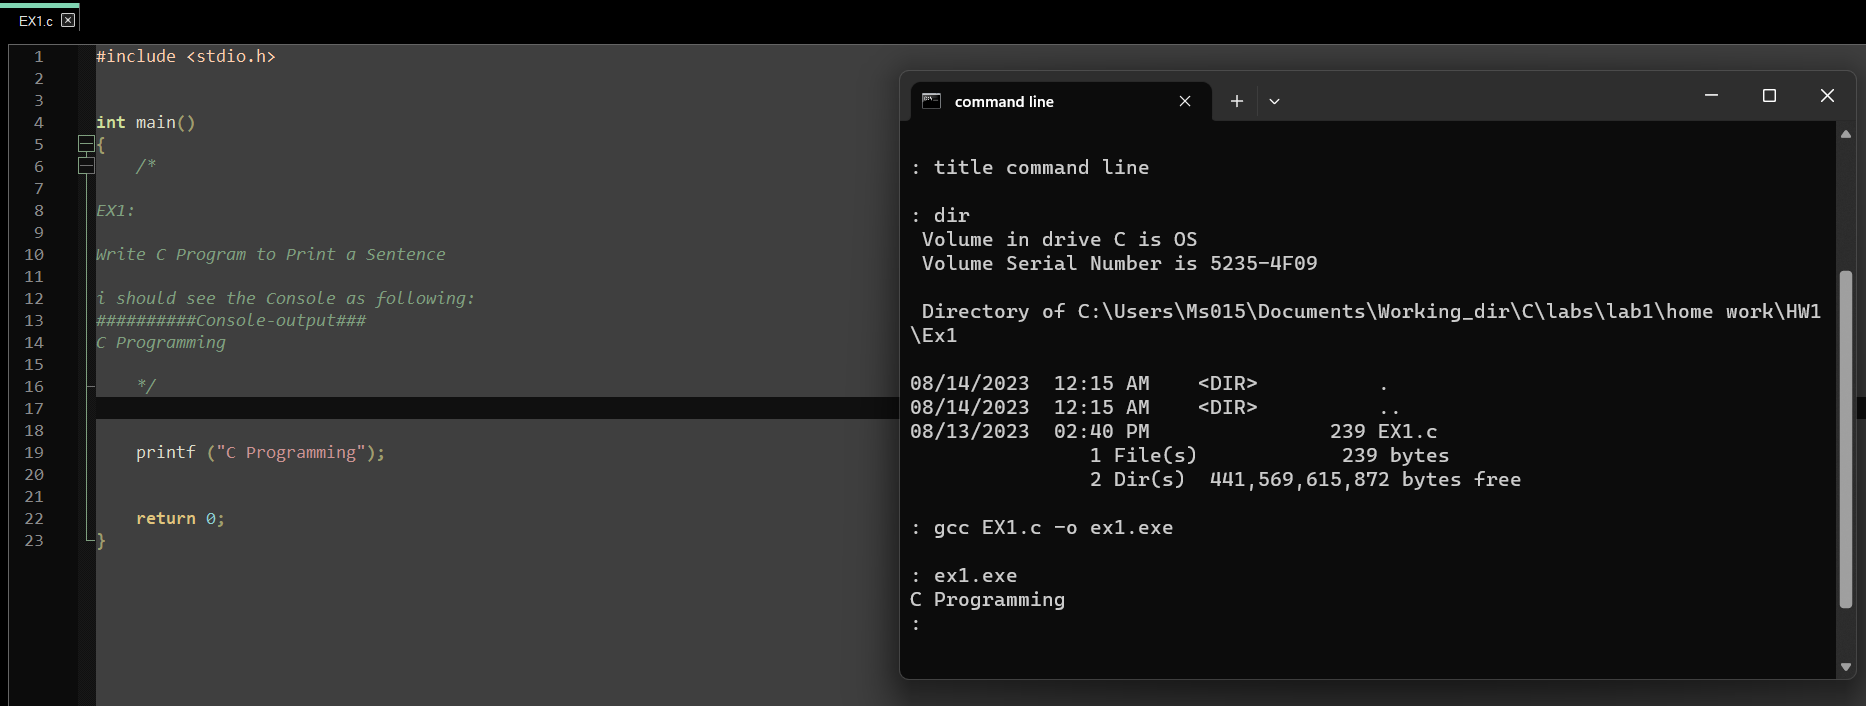 EX1.c
1 #include <stdio.h>
2
3
4 int main()
5 {
6 /*
7
8 EX1:
9
10 Write C Program to Print a Sentence
11
12 i should see the Console as following:
13 ##########Console-output###
14 C Programming
15
16 */
17
18
19 printf ("C Programming");
20
21
22 return 0;
23 }
command line
: title command line
: dir
Volume in drive C is OS
Volume Serial Number is 5235-4F09
Directory of C:\Users\Ms015\Documents\Working_dir\C\labs\lab1\home work\HW1
\Ex1
08/14/2023 12:15 AM <DIR> .
08/14/2023 12:15 AM <DIR> ..
08/13/2023 02:40 PM 239 EX1.c
1 File(s) 239 bytes
2 Dir(s) 441,569,615,872 bytes free
: gcc EX1.c -o ex1.exe
: ex1.exe
C Programming
: